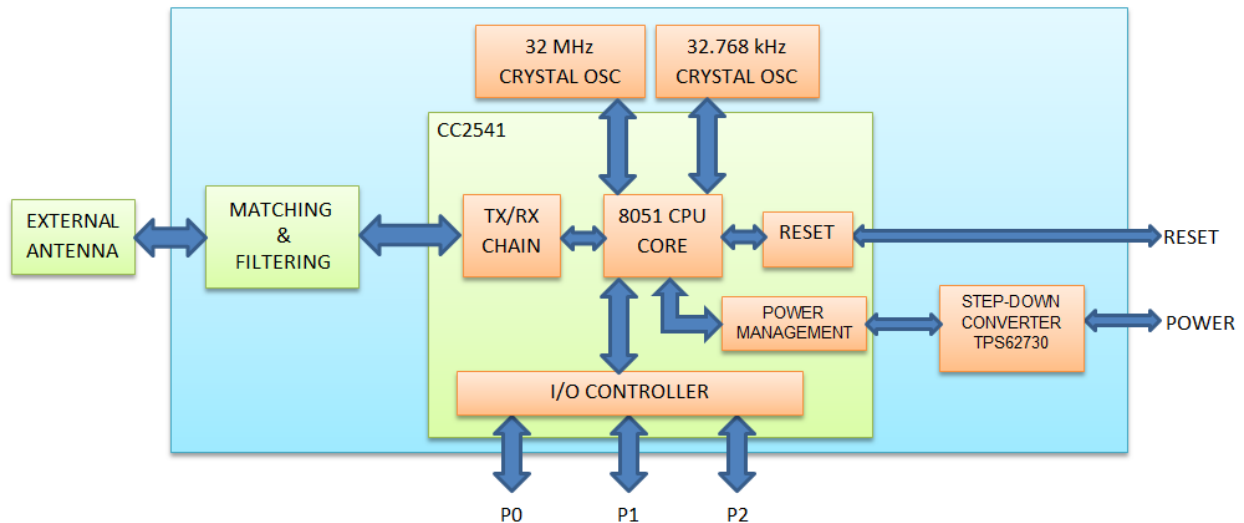 32 MHz
CRYSTAL OSC
32.768 kHz
CRYSTAL OSC
CC2541
EXTERNAL
ANTENNA
MATCHING
&
FILTERING
TX/RX
CHAIN
8051 CPU
CORE
RESET
RESET
POWER
MANAGEMENT
STEP-DOWN
CONVERTER
TPS62730
POWER
I/O CONTROLLER
P0
P1
P2